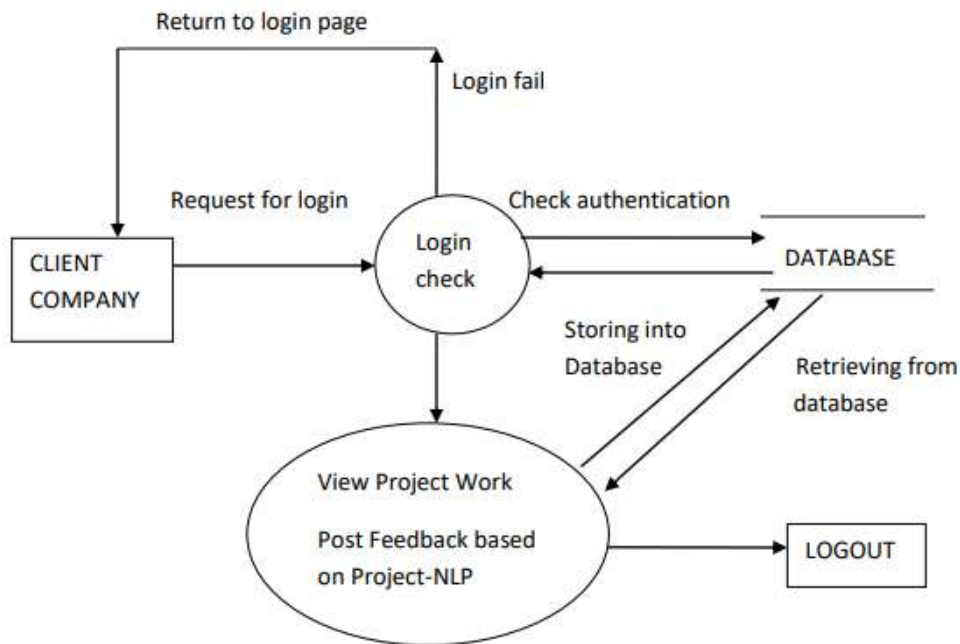 Return to login page
Login fail
Request for login
Check authentication
CLIENT
COMPANY
Login
check
DATABASE
Storing into
Database
Retrieving from
database
View Project Work
Post Feedback based
on Project-NLP
LOGOUT